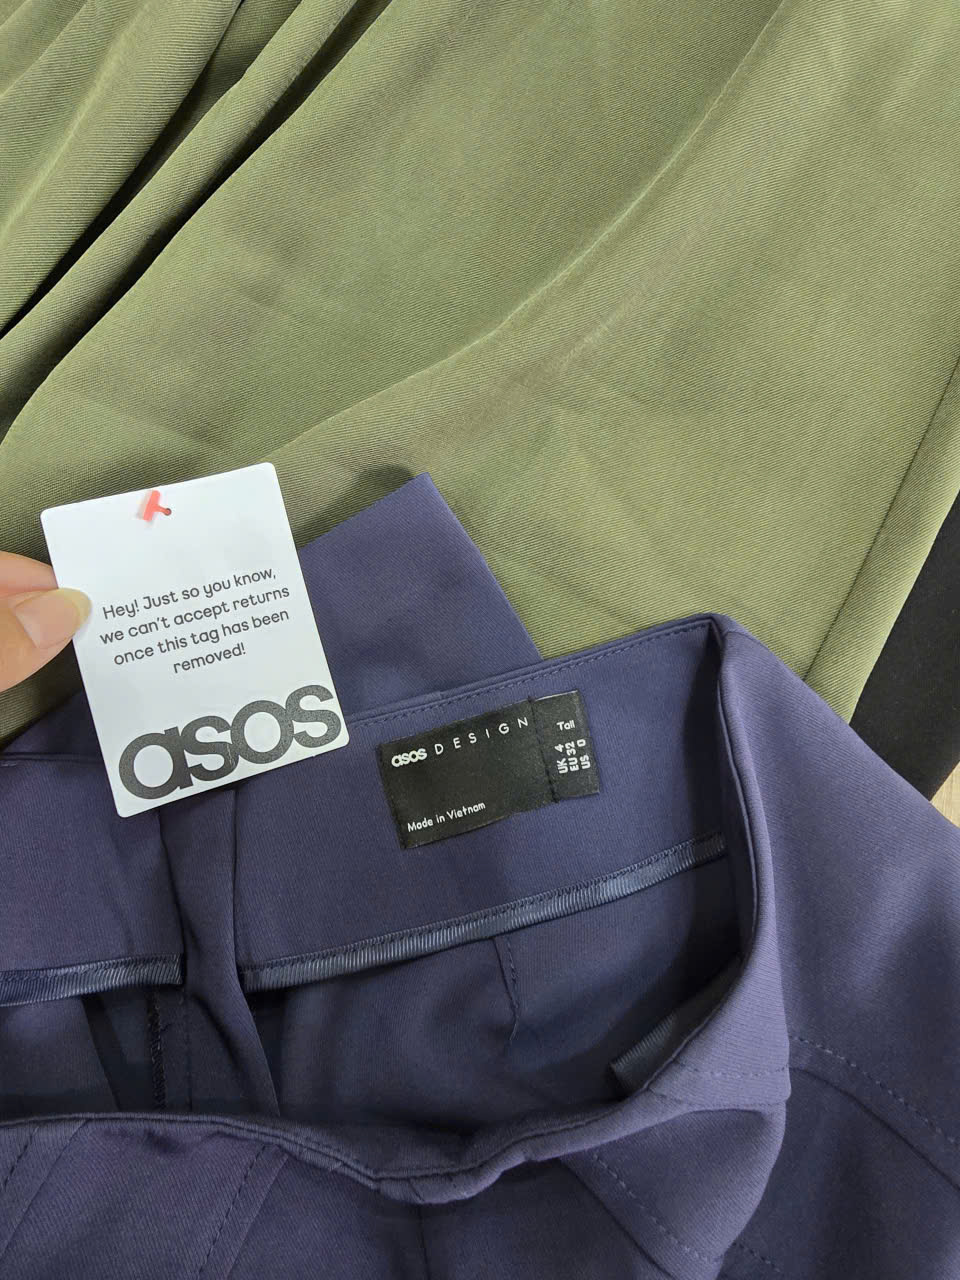 Hey! Just so you know,
we can't accept returns
once this tag has been
removed!
asos
asos DESIGN
Made in Vietnam
Tall
UK 4
EU 32
US 0